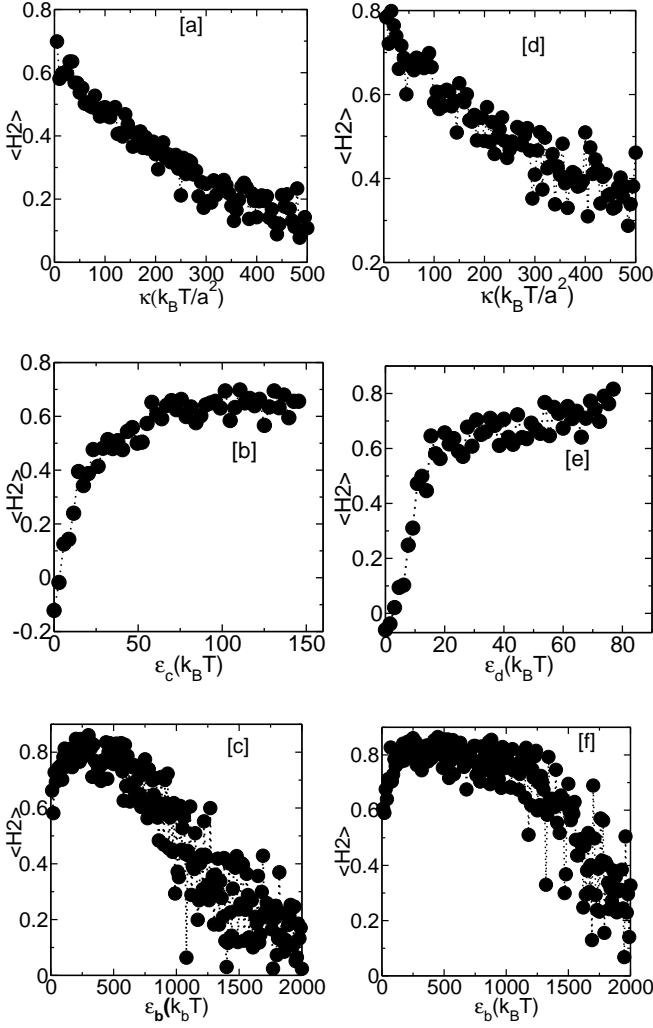 [a]
<H2>
0.8
0.6
0.4
0.2
0
0 100 200 300 400 500
κ(k_BT/a^2)
[d]
<H2>
0.8
0.6
0.4
0.2
0 100 200 300 400 500
κ(k_BT/a^2)
[b]
<H2>
0.8
0.6
0.4
0.2
0
-0.2
0 50 100 150
ε_c(k_BT)
[e]
<H2>
0.8
0.6
0.4
0.2
0
0 20 40 60 80
ε_d(k_BT)
[c]
<H2>
0.8
0.6
0.4
0.2
0
0 500 1000 1500 2000
ε_b(k_bT)
[f]
<H2>
0.8
0.6
0.4
0.2
0
0 500 1000 1500 2000
ε_b(k_BT)